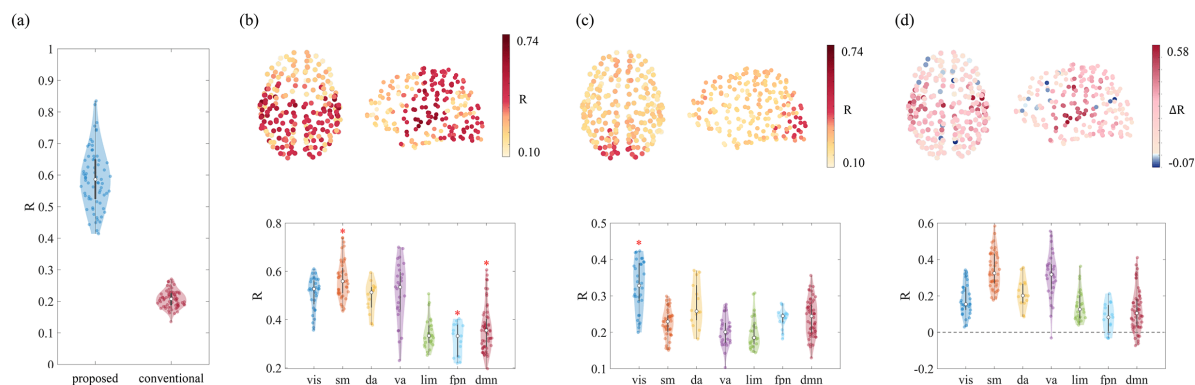 (a)
(b)
(c)
(d)
1
0.9
0.8
0.7
0.6
0.5
0.4
0.3
0.2
0.1
0
R
proposed conventional
0.74
R
0.10
0.74
R
0.10
0.58
ΔR
-0.07
0.8
0.6
0.4
0.2
R
*
*
*
vis sm da va lim fpn dmn
0.5
0.4
0.3
0.2
0.1
R
*
vis sm da va lim fpn dmn
0.6
0.4
0.2
0
-0.2
R
vis sm da va lim fpn dmn